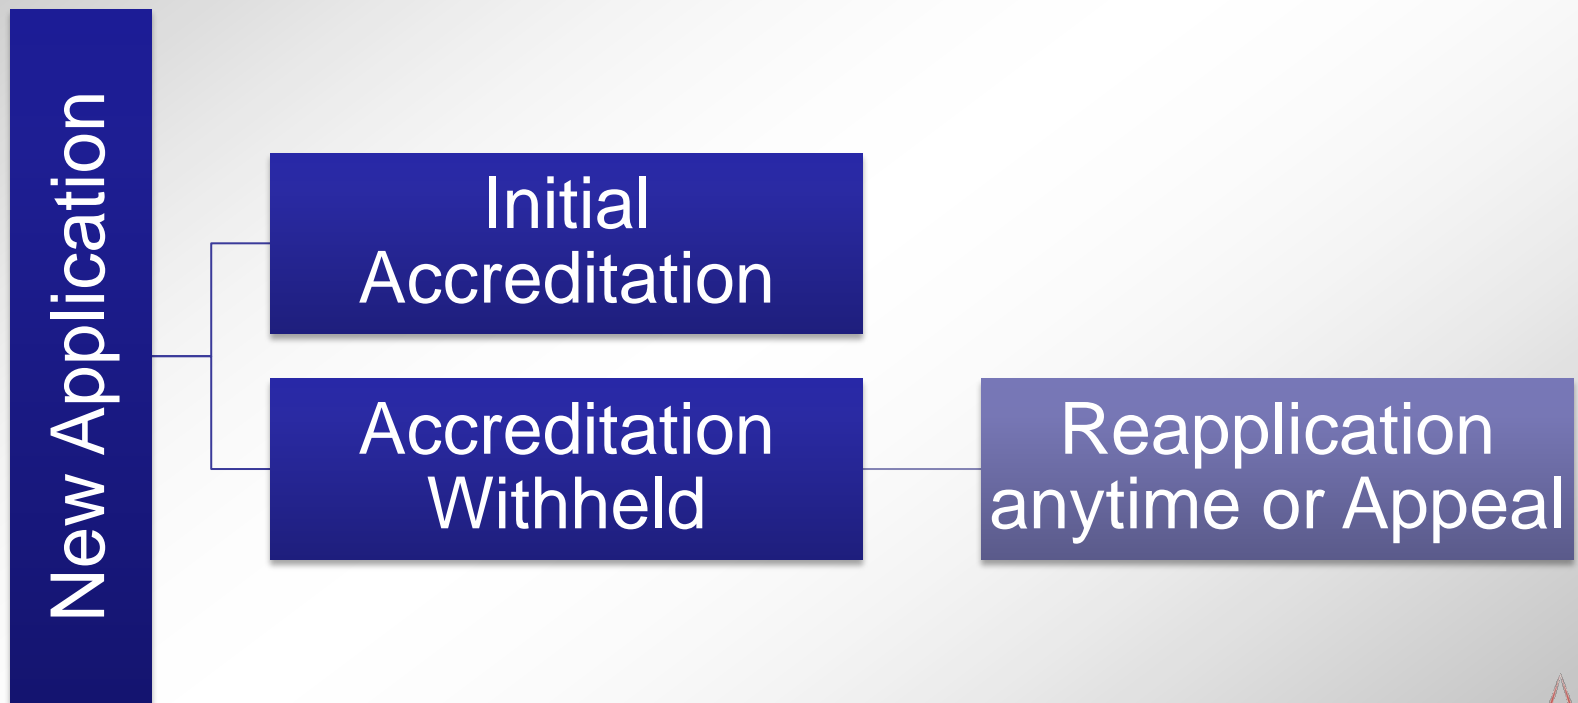 New Application
Initial
Accreditation
Accreditation
Withheld
Reapplication
anytime or Appeal